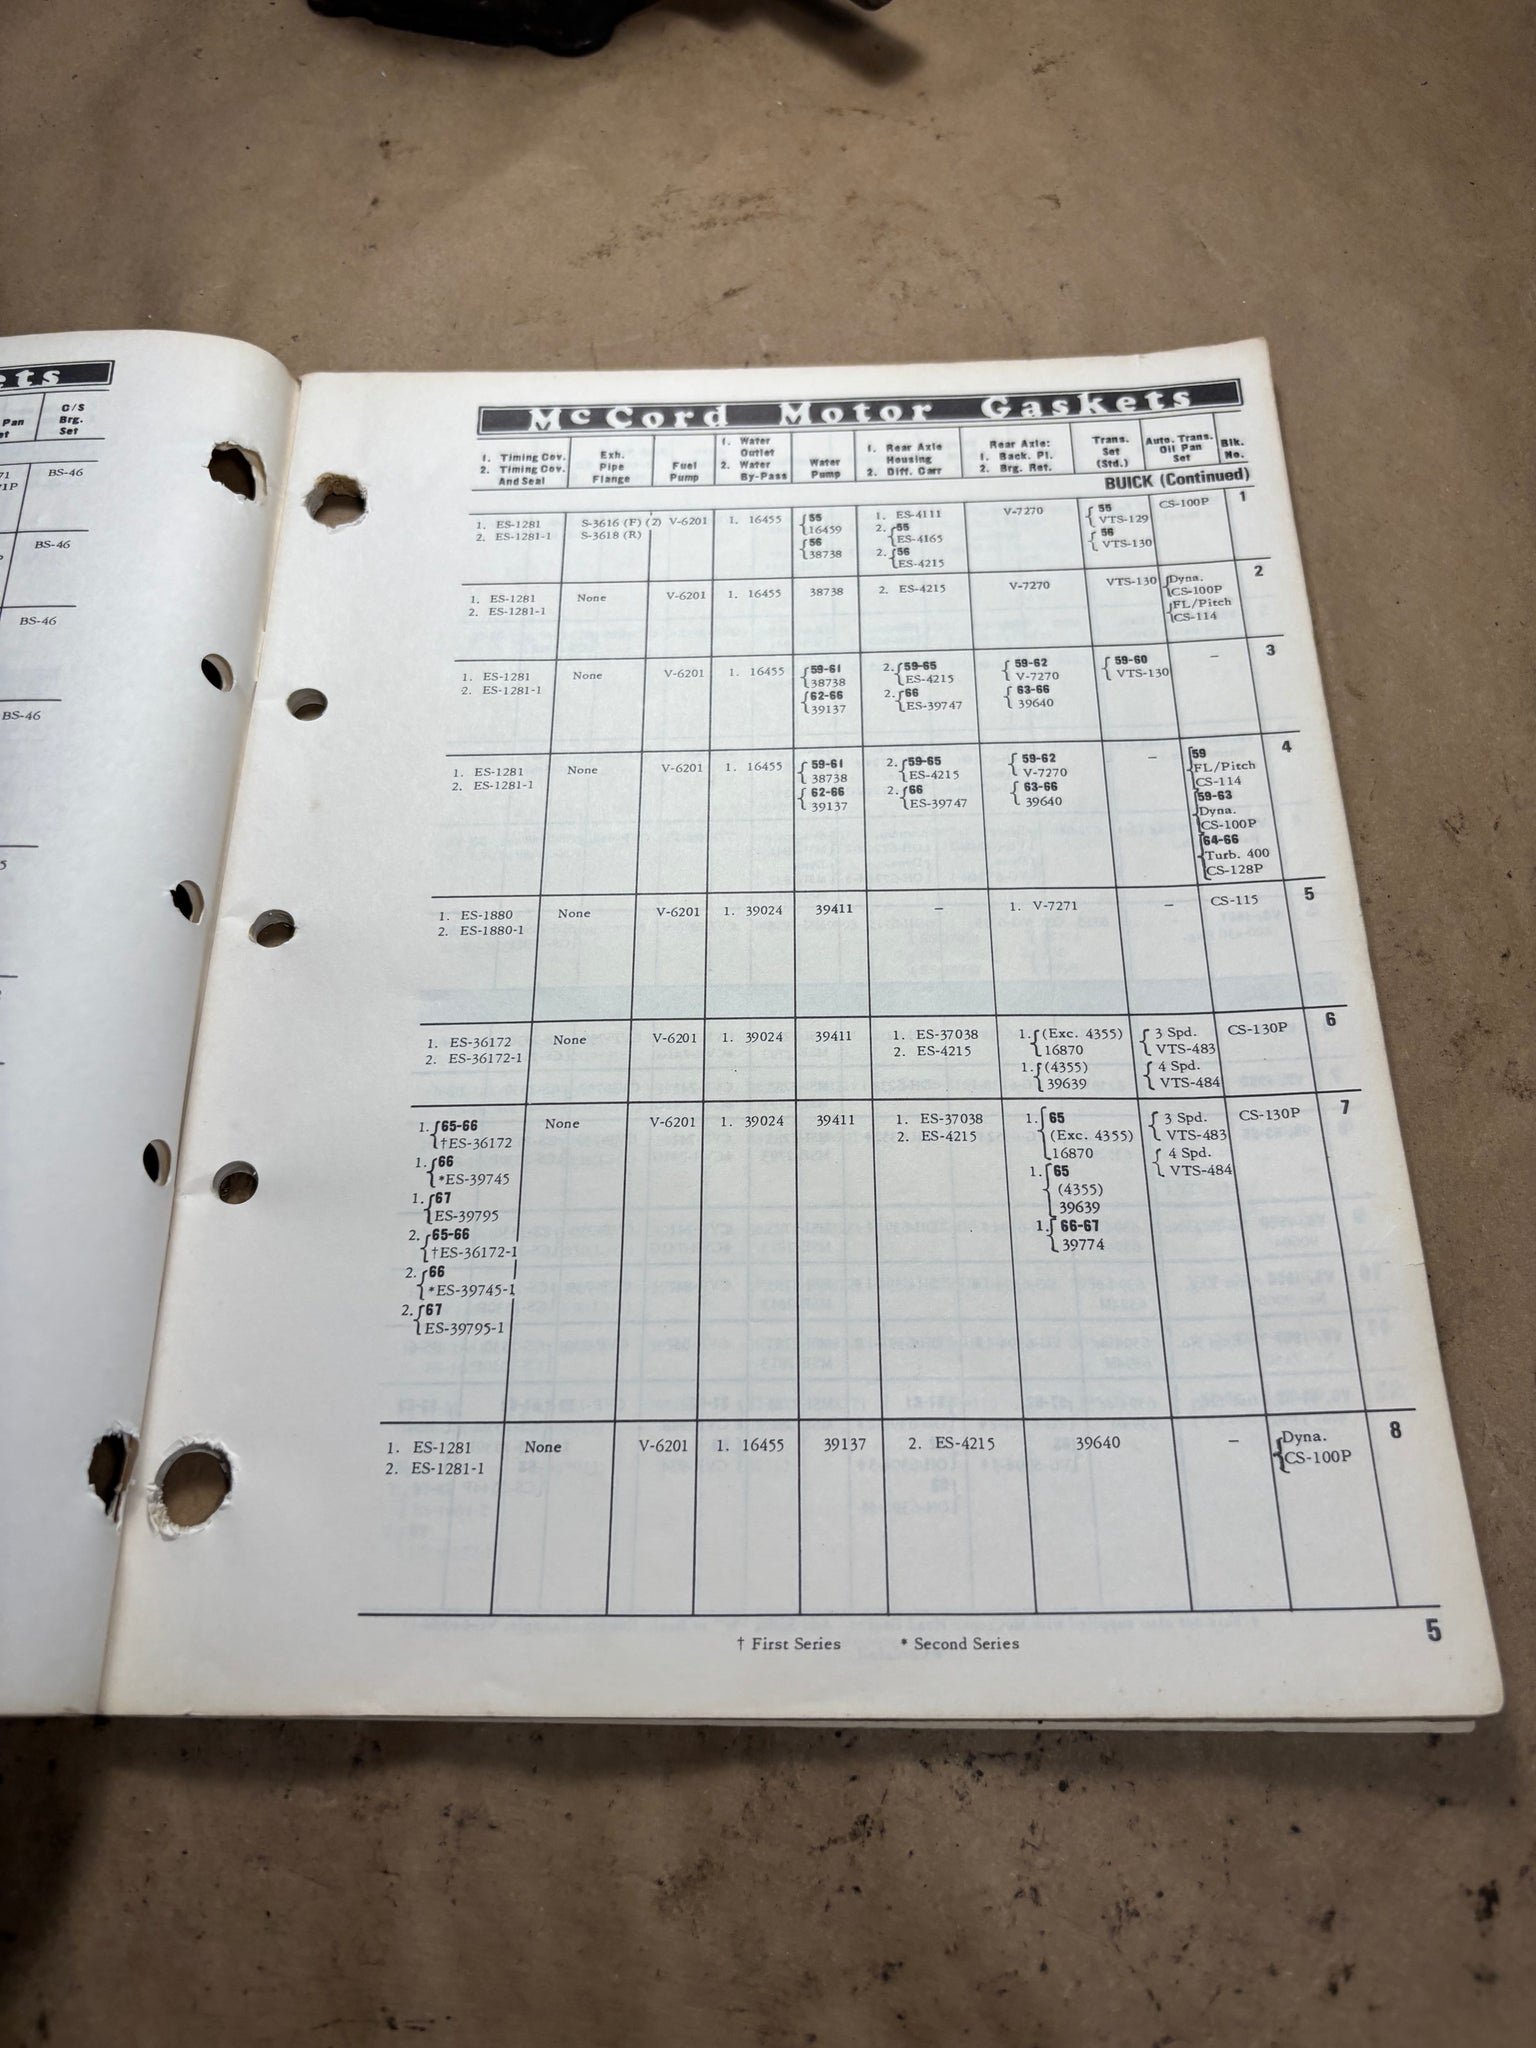 ets
Pan
C/S
Brg.
Set
BS-46
BS-46
BS-46
BS-46
McCord Motor Gaskets
1. Timing Cov.
2. Timing Cov.
And Seal
Exh.
Pipe
Flange
Fuel
Pump
1. Water
Outlet
2. Water
By-Pass
Water
Pump
1. Rear Axle
Housing
2. Diff. Carr
Rear Axle:
1. Back. Pl.
2. Brg. Ret.
Trans.
Set
(Std.)
Auto. Trans.
Oil Pan
Set
Blk.
No.
BUICK (Continued)
1. ES-1281
2. ES-1281-1
S-3616 (F) (2)
S-3618 (R)
V-6201
1. 16455
55
16459
56
38738
1. ES-4111
2. 55
ES-4165
2. 56
ES-4215
V-7270
55
VTS-129
56
VTS-130
CS-100P
1
1. ES-1281
2. ES-1281-1
None
V-6201
1. 16455
38738
2. ES-4215
V-7270
VTS-130
Dyna.
CS-100P
FL/Pitch
CS-114
2
1. ES-1281
2. ES-1281-1
None
V-6201
1. 16455
59-61
38738
62-66
39137
2. 59-65
ES-4215
2. 66
ES-39747
59-62
V-7270
63-66
39640
59-60
VTS-130
–
3
1. ES-1281
2. ES-1281-1
None
V-6201
1. 16455
59-61
38738
62-66
39137
2. 59-65
ES-4215
2. 66
ES-39747
59-62
V-7270
63-66
39640
–
59
FL/Pitch
CS-114
59-63
Dyna.
CS-100P
64-66
Turb. 400
CS-128P
4
1. ES-1880
2. ES-1880-1
None
V-6201
1. 39024
39411
–
1. V-7271
–
CS-115
5
1. ES-36172
2. ES-36172-1
None
V-6201
1. 39024
39411
1. ES-37038
2. ES-4215
1. (Exc. 4355)
16870
1. (4355)
39639
3 Spd.
VTS-483
4 Spd.
VTS-484
CS-130P
6
1. 65-66
†ES-36172
1. 66
*ES-39745
1. 67
ES-39795
2. 65-66
†ES-36172-1
2. 66
*ES-39745-1
2. 67
ES-39795-1
None
V-6201
1. 39024
39411
1. ES-37038
2. ES-4215
1. 65
(Exc. 4355)
16870
1. 65
(4355)
39639
1. 66-67
39774
3 Spd.
VTS-483
4 Spd.
VTS-484
CS-130P
7
1. ES-1281
2. ES-1281-1
None
V-6201
1. 16455
39137
2. ES-4215
39640
–
Dyna.
CS-100P
8
† First Series * Second Series
5